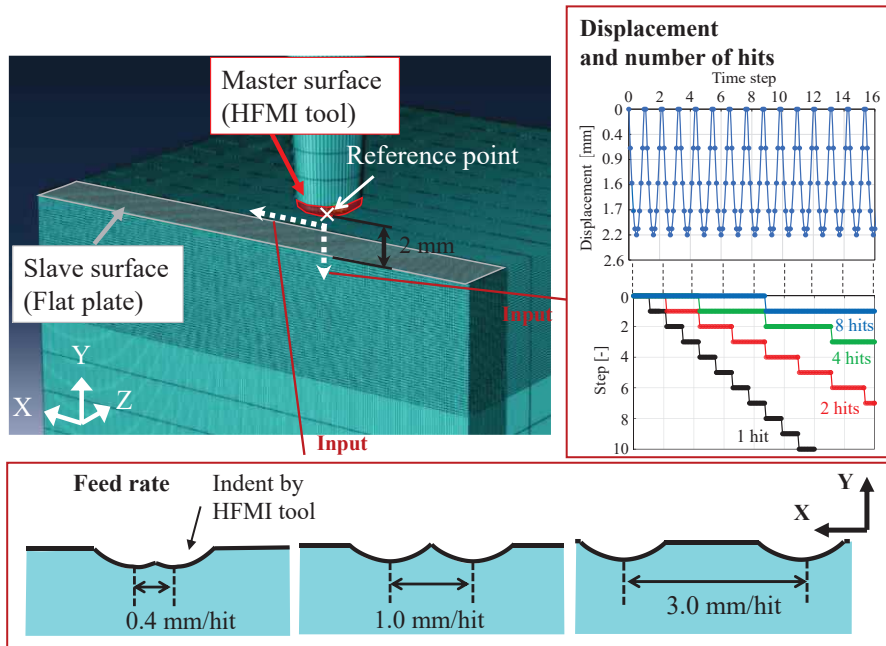 Master surface
(HFMI tool)
Reference point
2 mm
Slave surface
(Flat plate)
Input
Input
Y
X
Z
Displacement
and number of hits
Time step
0 2 4 6 8 10 12 14 16
Displacement [mm]
0
0.4
0.9
1.6
1.7
2.2
2.6
Step [-]
0
2
4
6
8
10
8 hits
4 hits
2 hits
1 hit
Feed rate
Indent by
HFMI tool
Y
X
0.4 mm/hit
1.0 mm/hit
3.0 mm/hit